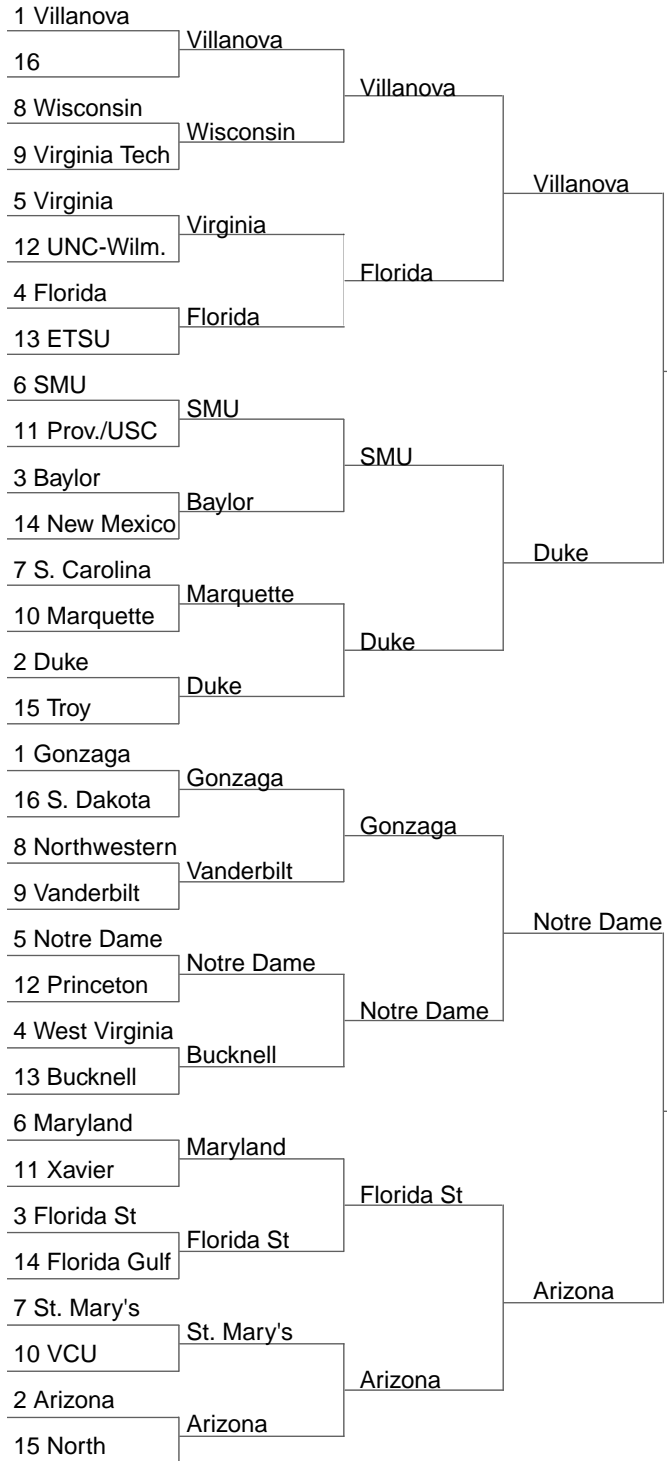 1 Villanova
16
8 Wisconsin
9 Virginia Tech
5 Virginia
12 UNC-Wilm.
4 Florida
13 ETSU
6 SMU
11 Prov./USC
3 Baylor
14 New Mexico
7 S. Carolina
10 Marquette
2 Duke
15 Troy
1 Gonzaga
16 S. Dakota
8 Northwestern
9 Vanderbilt
5 Notre Dame
12 Princeton
4 West Virginia
13 Bucknell
6 Maryland
11 Xavier
3 Florida St
14 Florida Gulf
7 St. Mary's
10 VCU
2 Arizona
15 North
Villanova
Wisconsin
Virginia
Florida
SMU
Baylor
Marquette
Duke
Gonzaga
Vanderbilt
Notre Dame
Bucknell
Maryland
Florida St
St. Mary's
Arizona
Villanova
Florida
SMU
Duke
Gonzaga
Notre Dame
Florida St
Arizona
Villanova
Duke
Notre Dame
Arizona